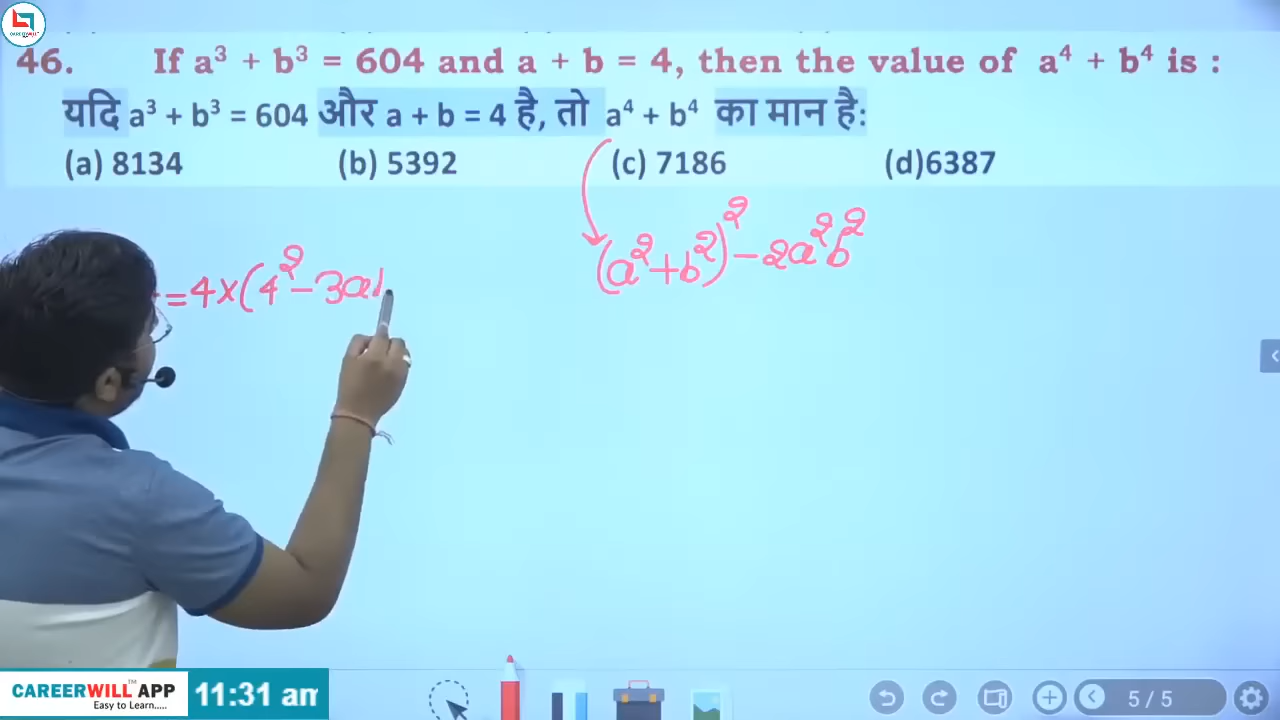 CAREERWILL
46. If a³ + b³ = 604 and a + b = 4, then the value of a⁴ + b⁴ is :
यदि a³ + b³ = 604 और a + b = 4 है, तो a⁴ + b⁴ का मान है:
(a) 8134 (b) 5392 (c) 7186 (d)6387
(a²+b²)² - 2a²b²
= 4×(4² - 3a
CAREERWILL™ APP
Easy to Learn.....
11:31 am
5 / 5